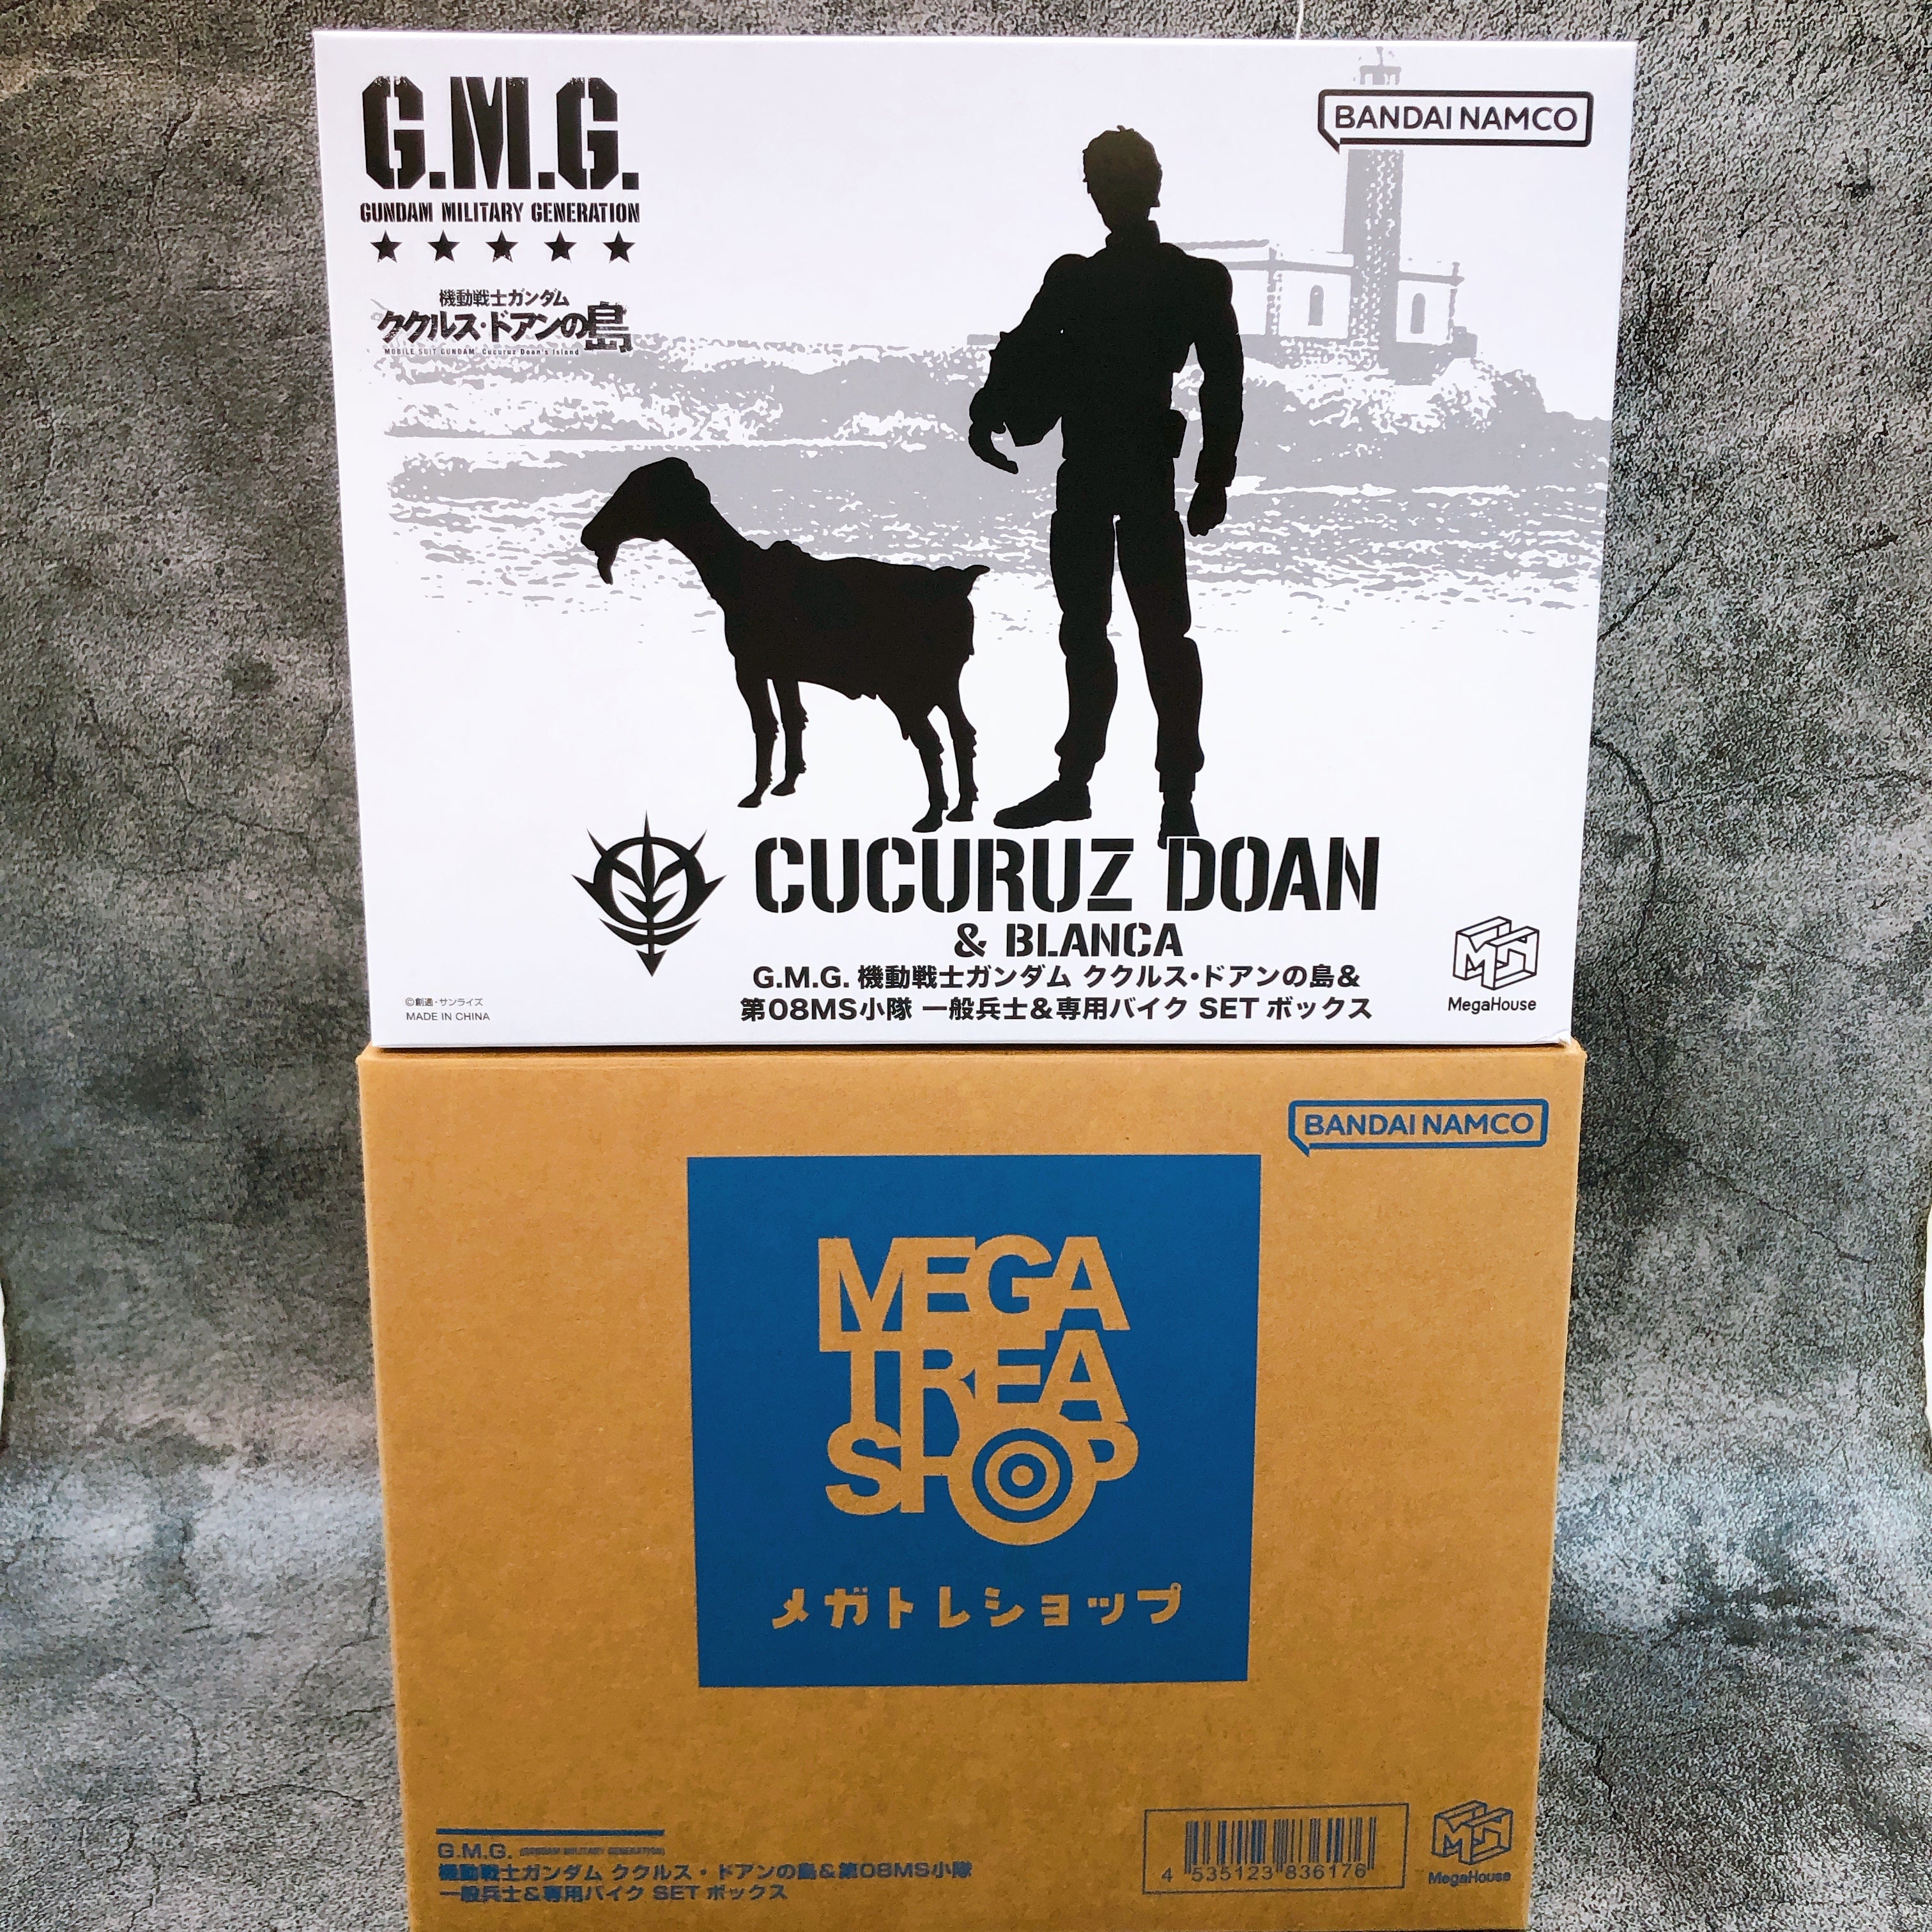 G.M.G.
GUNDAM MILITARY GENERATION
★★★★★
機動戦士ガンダム
ククルス・ドアンの島
MOBILE SUIT GUNDAM Cucuruz Doan's Island
BANDAI NAMCO
CUCURUZ DOAN
& BLANCA
G.M.G. 機動戦士ガンダム ククルス・ドアンの島&
第08MS小隊 一般兵士&専用バイク SET ボックス
©創通・サンライズ
MADE IN CHINA
MegaHouse
BANDAI NAMCO
MEGA
TREA
SHOP
メガトレショップ
G.M.G. (GUNDAM MILITARY GENERATION)
機動戦士ガンダム ククルス・ドアンの島&第08MS小隊
一般兵士&専用バイク SET ボックス
4 535123 836176
MegaHouse